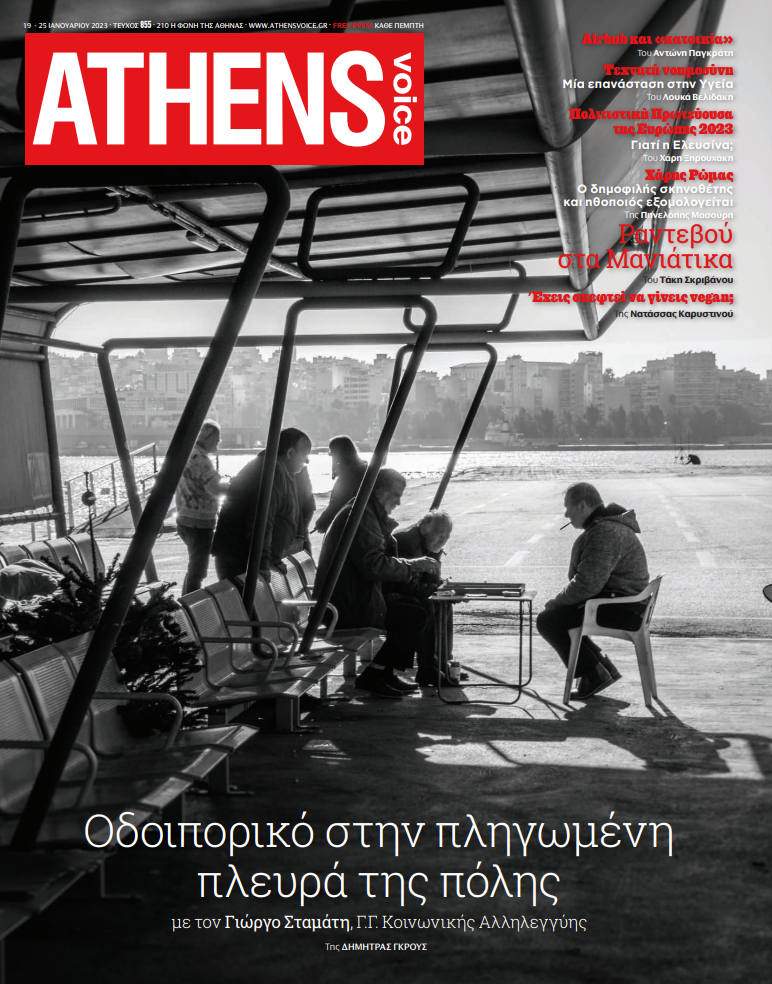 19 - 25 ΙΑΝΟΥΑΡΙΟΥ 2023 · ΤΕΥΧΟΣ 855 · 210 Η ΦΩΝΗ ΤΗΣ ΑΘΗΝΑΣ · WWW.ATHENSVOICE.GR · FREE PRESS ΚΑΘΕ ΠΕΜΠΤΗ
ATHENS
voice
Airbnb και «κατοικία»
Του Αντώνη Παγκράτη
Τεχνητή νοημοσύνη
Μία επανάσταση στην Υγεία
Του Λουκά Βελιδάκη
Πολιτιστική Πρωτεύουσα
της Ευρώπης 2023
Γιατί η Ελευσίνα;
Του Χάρη Ξηρουχάκη
Χάρης Ρώμας
Ο δημοφιλής σκηνοθέτης
και ηθοποιός εξομολογείται
Της Πηνελόπης Μασούρη
Ραντεβού
στα Μανιάτικα
Του Τάκη Σκριβάνου
Έχεις σκεφτεί να γίνεις vegan;
Της Νατάσσας Καρυστινού
Οδοιπορικό στην πληγωμένη
πλευρά της πόλης
με τον Γιώργο Σταμάτη, Γ.Γ. Κοινωνικής Αλληλεγγύης
Της ΔΗΜΗΤΡΑΣ ΓΚΡΟΥΣ